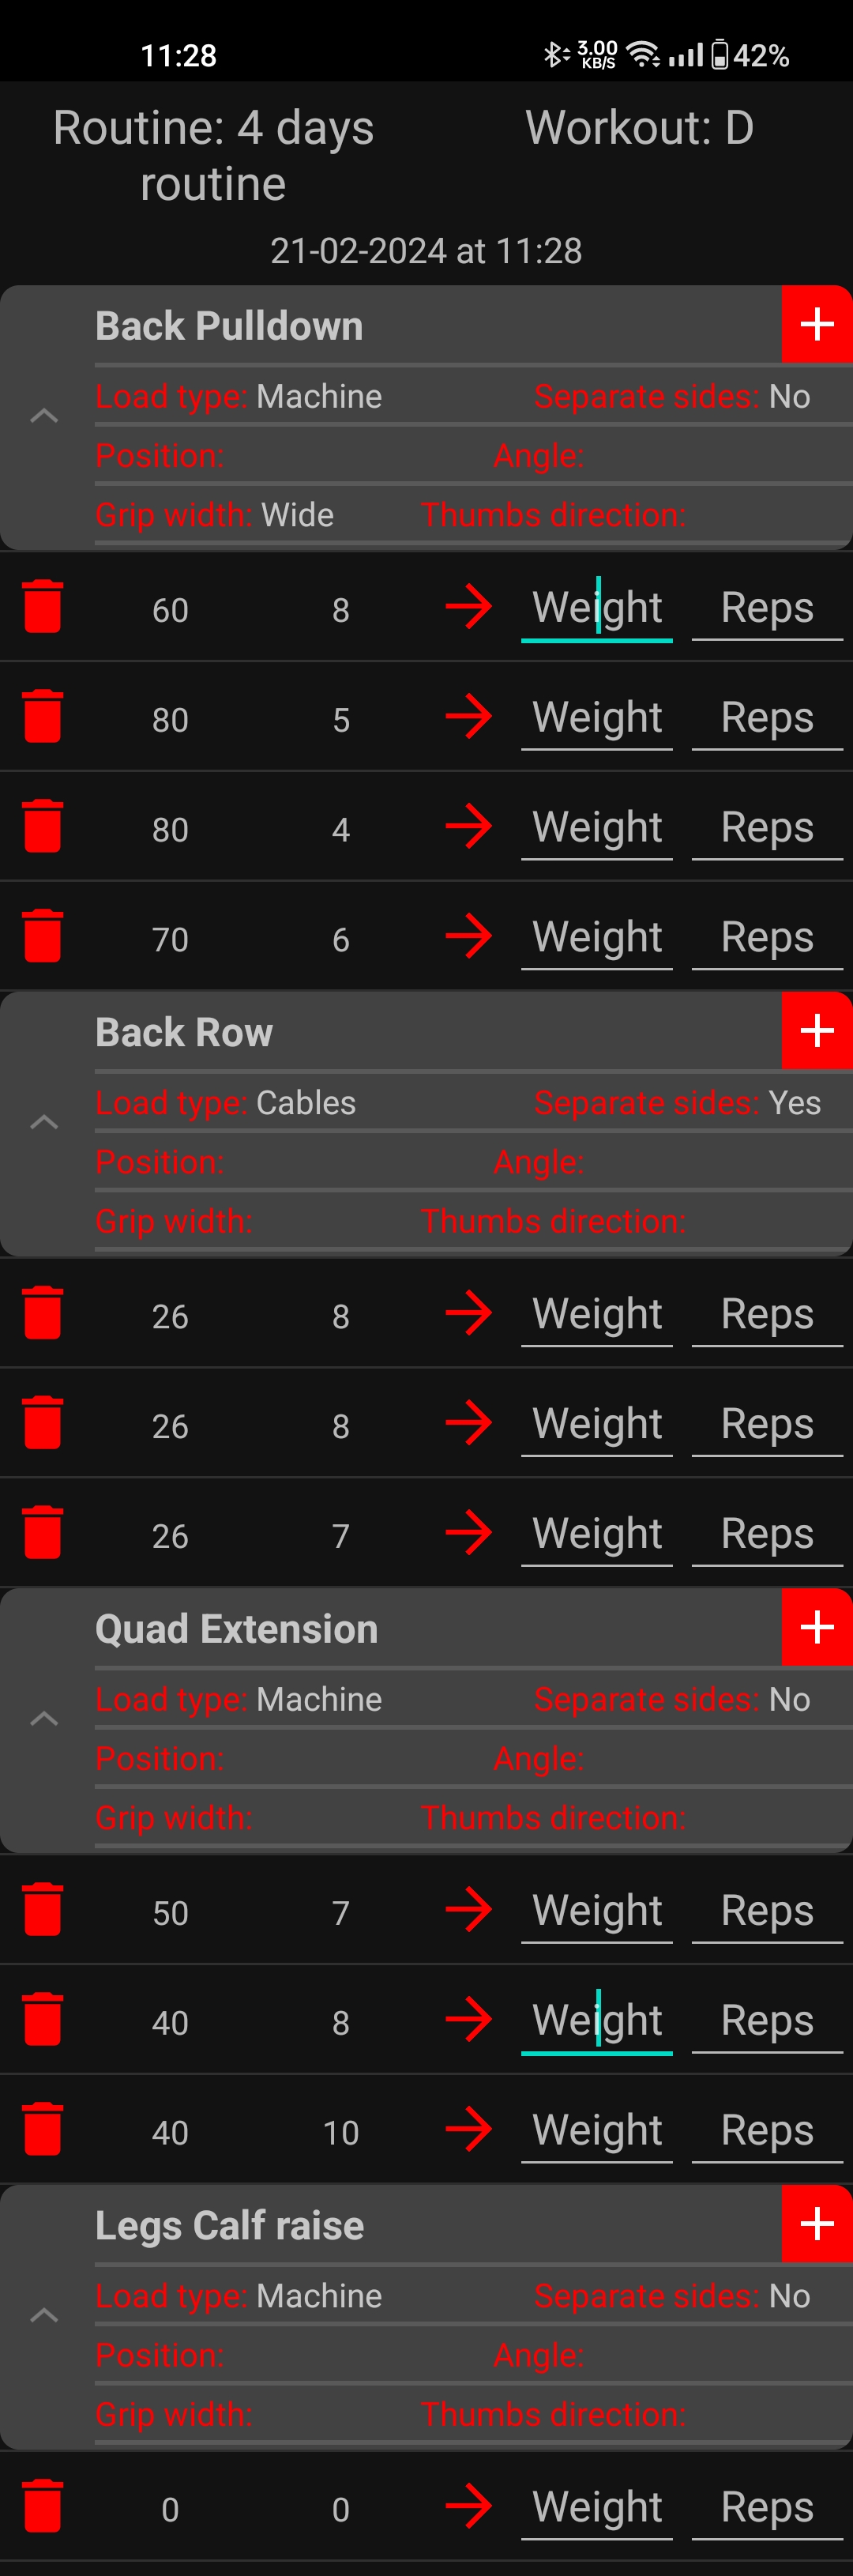 11:28 3.00 KB/S 42%
Routine: 4 days routine Workout: D
21-02-2024 at 11:28
Back Pulldown +
Load type: Machine Separate sides: No
Position: Angle:
Grip width: Wide Thumbs direction:
60 8 Weight Reps
80 5 Weight Reps
80 4 Weight Reps
70 6 Weight Reps
Back Row +
Load type: Cables Separate sides: Yes
Position: Angle:
Grip width: Thumbs direction:
26 8 Weight Reps
26 8 Weight Reps
26 7 Weight Reps
Quad Extension +
Load type: Machine Separate sides: No
Position: Angle:
Grip width: Thumbs direction:
50 7 Weight Reps
40 8 Weight Reps
40 10 Weight Reps
Legs Calf raise +
Load type: Machine Separate sides: No
Position: Angle:
Grip width: Thumbs direction:
0 0 Weight Reps